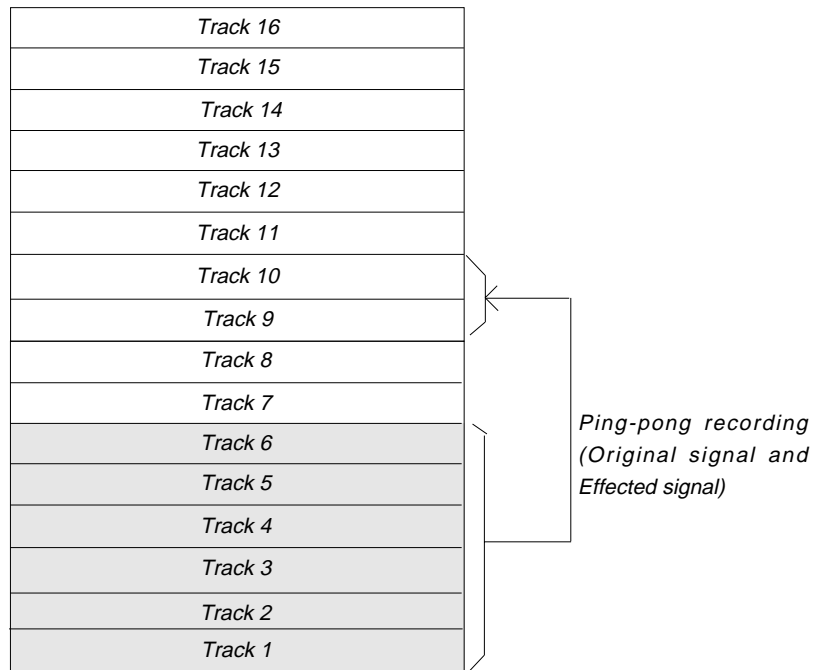 Track 16
Track 15
Track 14
Track 13
Track 12
Track 11
Track 10
Track 9
Track 8
Track 7
Track 6
Track 5
Track 4
Track 3
Track 2
Track 1
Ping-pong recording
(Original signal and
Effected signal)